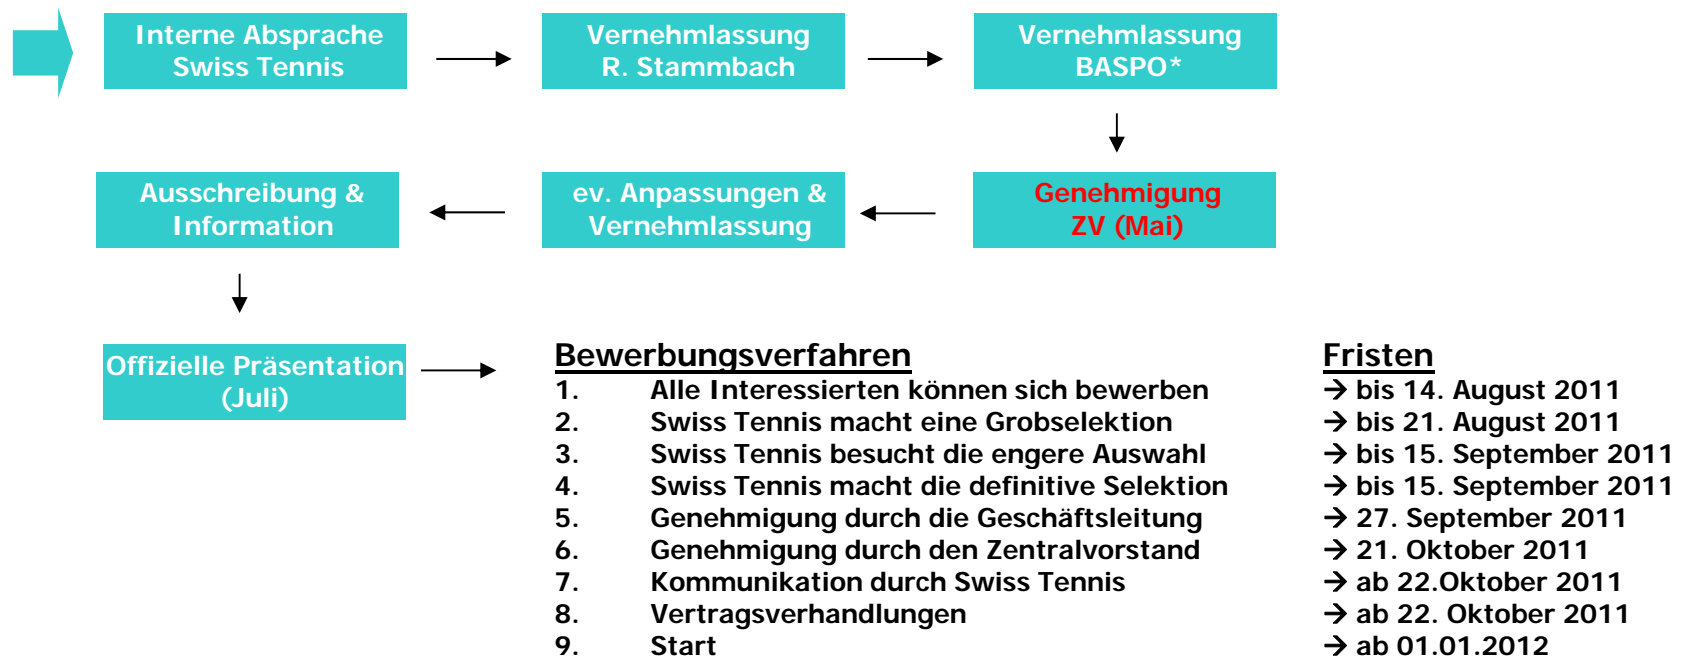 Interne Absprache
Swiss Tennis
Vernehmlassung
R. Stammbach
Vernehmlassung
BASPO*
Genehmigung
ZV (Mai)
ev. Anpassungen &
Vernehmlassung
Ausschreibung &
Information
Offizielle Präsentation
(Juli)
Bewerbungsverfahren Fristen
1. Alle Interessierten können sich bewerben → bis 14. August 2011
2. Swiss Tennis macht eine Grobselektion → bis 21. August 2011
3. Swiss Tennis besucht die engere Auswahl → bis 15. September 2011
4. Swiss Tennis macht die definitive Selektion → bis 15. September 2011
5. Genehmigung durch die Geschäftsleitung → 27. September 2011
6. Genehmigung durch den Zentralvorstand → 21. Oktober 2011
7. Kommunikation durch Swiss Tennis → ab 22.Oktober 2011
8. Vertragsverhandlungen → ab 22. Oktober 2011
9. Start → ab 01.01.2012